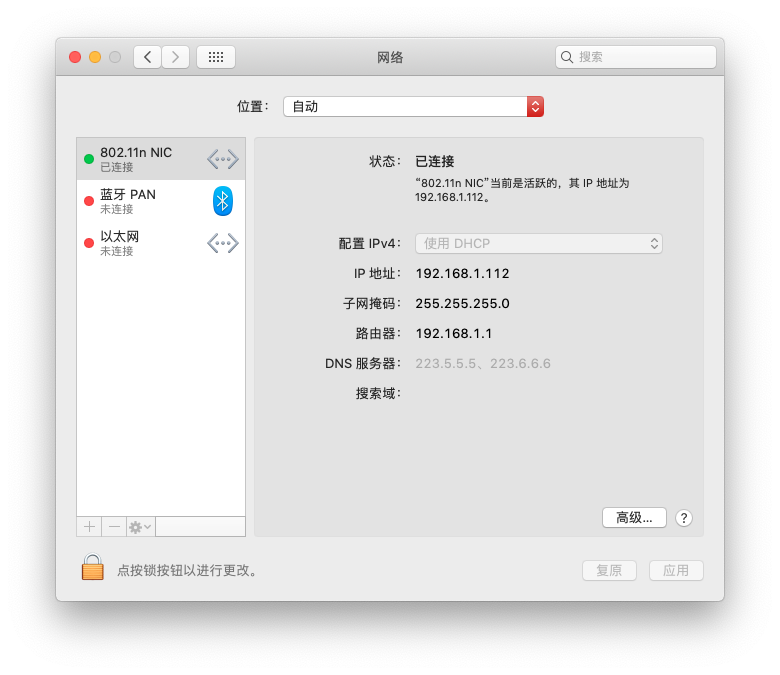 网络
搜索
位置： 自动
802.11n NIC
已连接
蓝牙 PAN
未连接
以太网
未连接
状态： 已连接
“802.11n NIC”当前是活跃的，其 IP 地址为
192.168.1.112。
配置 IPv4： 使用 DHCP
IP 地址： 192.168.1.112
子网掩码： 255.255.255.0
路由器： 192.168.1.1
DNS 服务器： 223.5.5.5、223.6.6.6
搜索域：
高级... ?
点按锁按钮以进行更改。
复原 应用